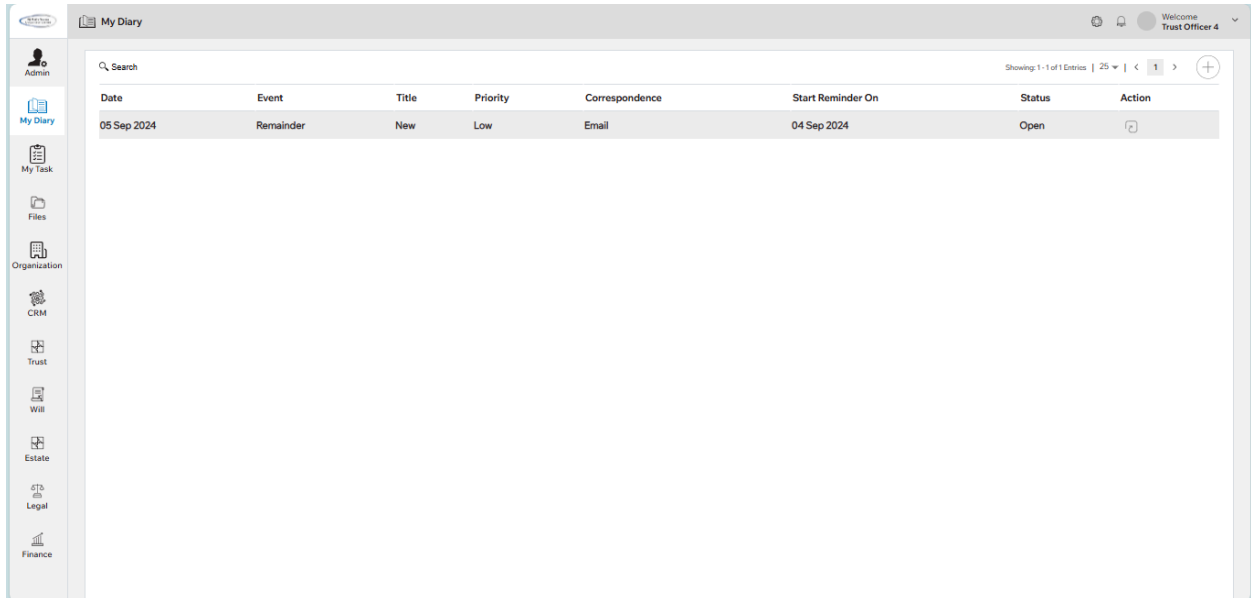 My Diary
Welcome
Trust Officer 4
Admin
My Diary
My Task
Files
Organization
CRM
Trust
Will
Estate
Legal
Finance
Search
Showing: 1 - 1 of 1 Entries | 25 | < 1 >
Date Event Title Priority Correspondence Start Reminder On Status Action
05 Sep 2024 Remainder New Low Email 04 Sep 2024 Open